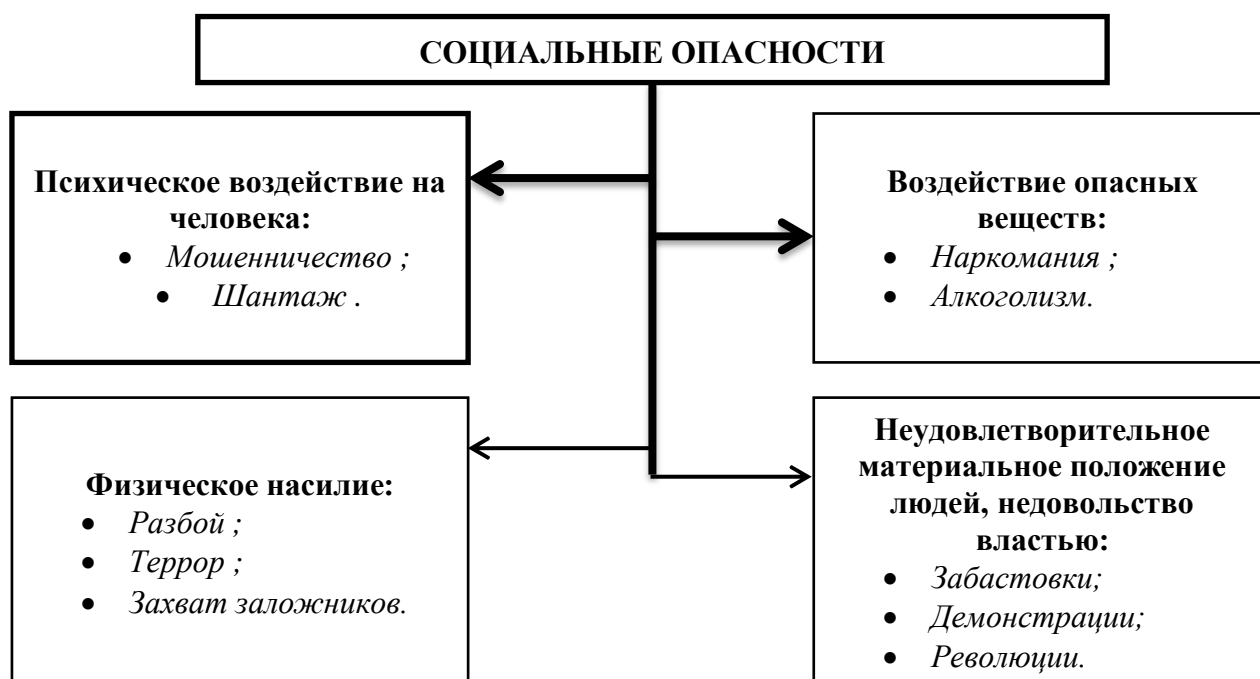 СОЦИАЛЬНЫЕ ОПАСНОСТИ
Психическое воздействие на
человека:
• Мошенничество ;
• Шантаж .
Воздействие опасных
веществ:
• Наркомания ;
• Алкоголизм.
Физическое насилие:
• Разбой ;
• Террор ;
• Захват заложников.
Неудовлетворительное
материальное положение
людей, недовольство
властью:
• Забастовки;
• Демонстрации;
• Революции.